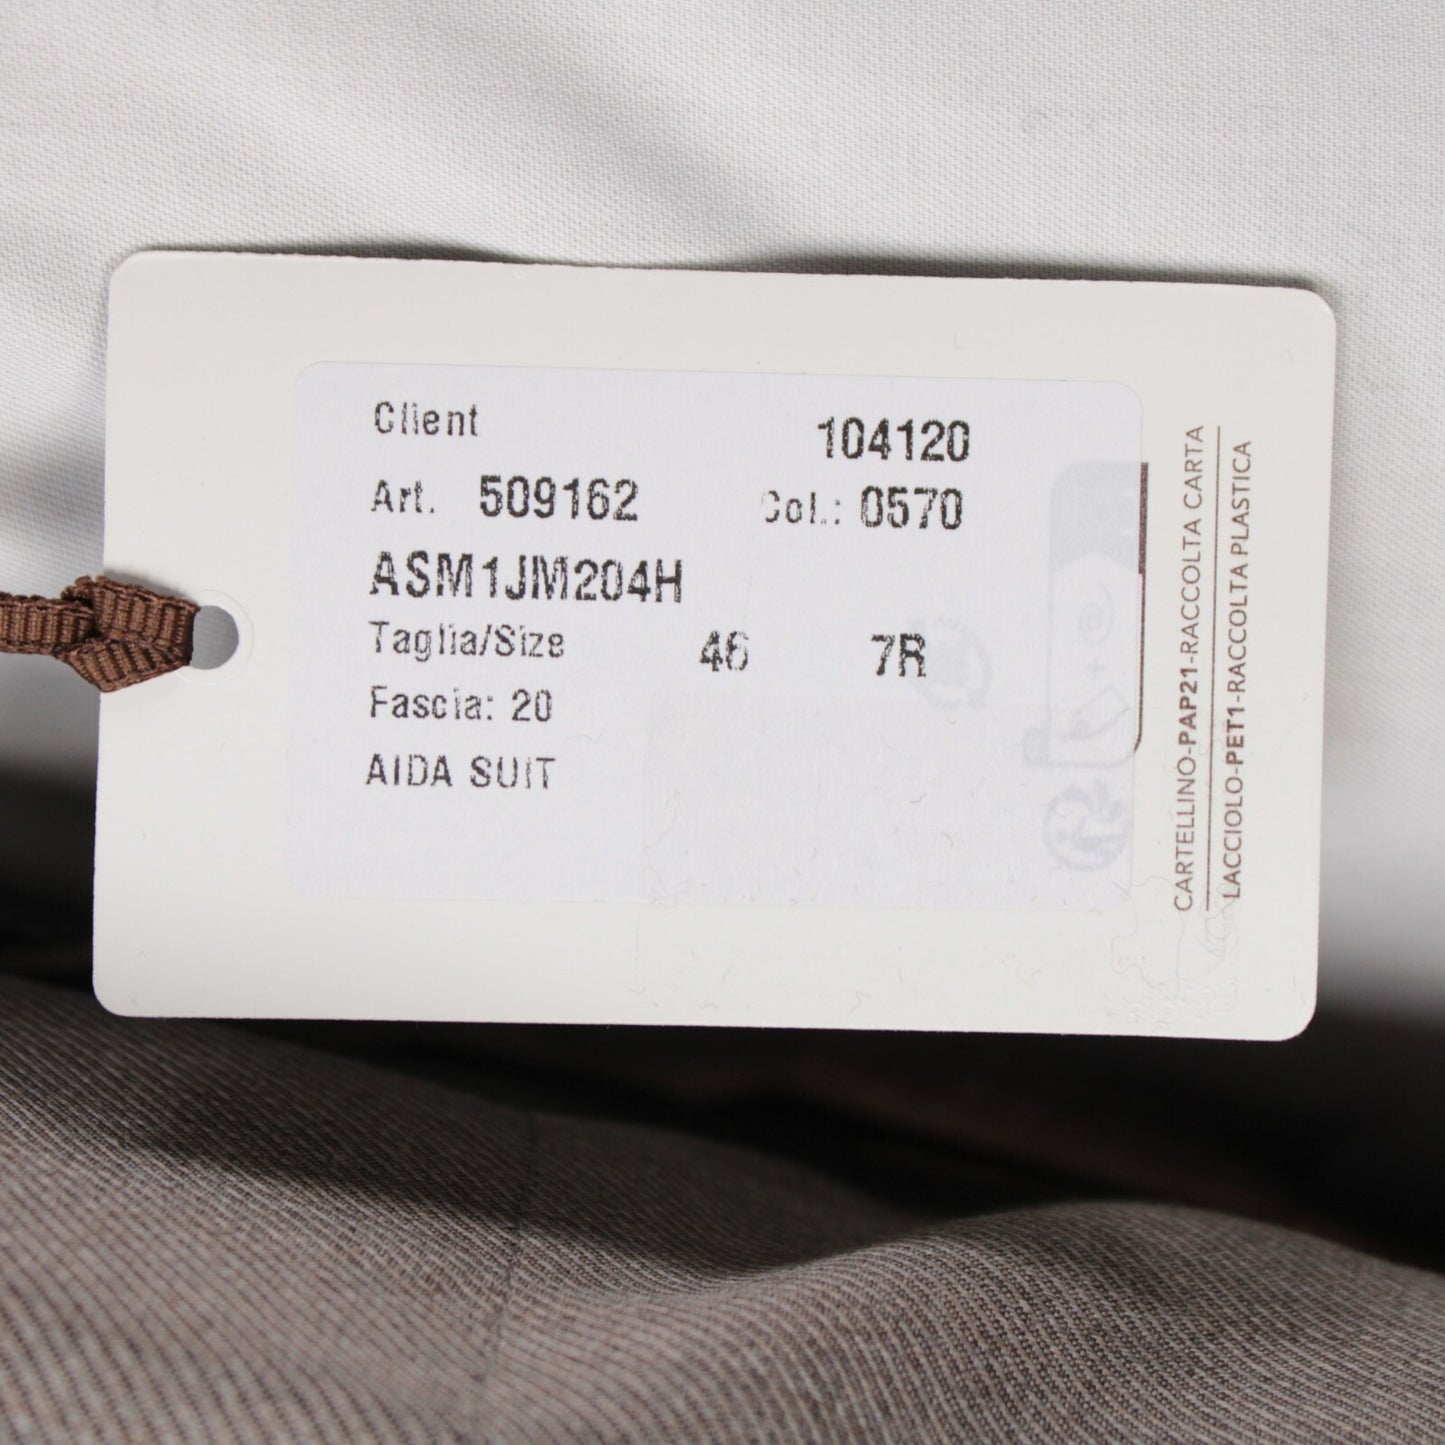 Client 104120
Art. 509162 Col.: 0570
ASM1JM204H
Taglia/Size 46 7R
Fascia: 20
AIDA SUIT
CARTELLINO-PAP21-RACCOLTA CARTA
LACCIOLO-PET1-RACCOLTA PLASTICA